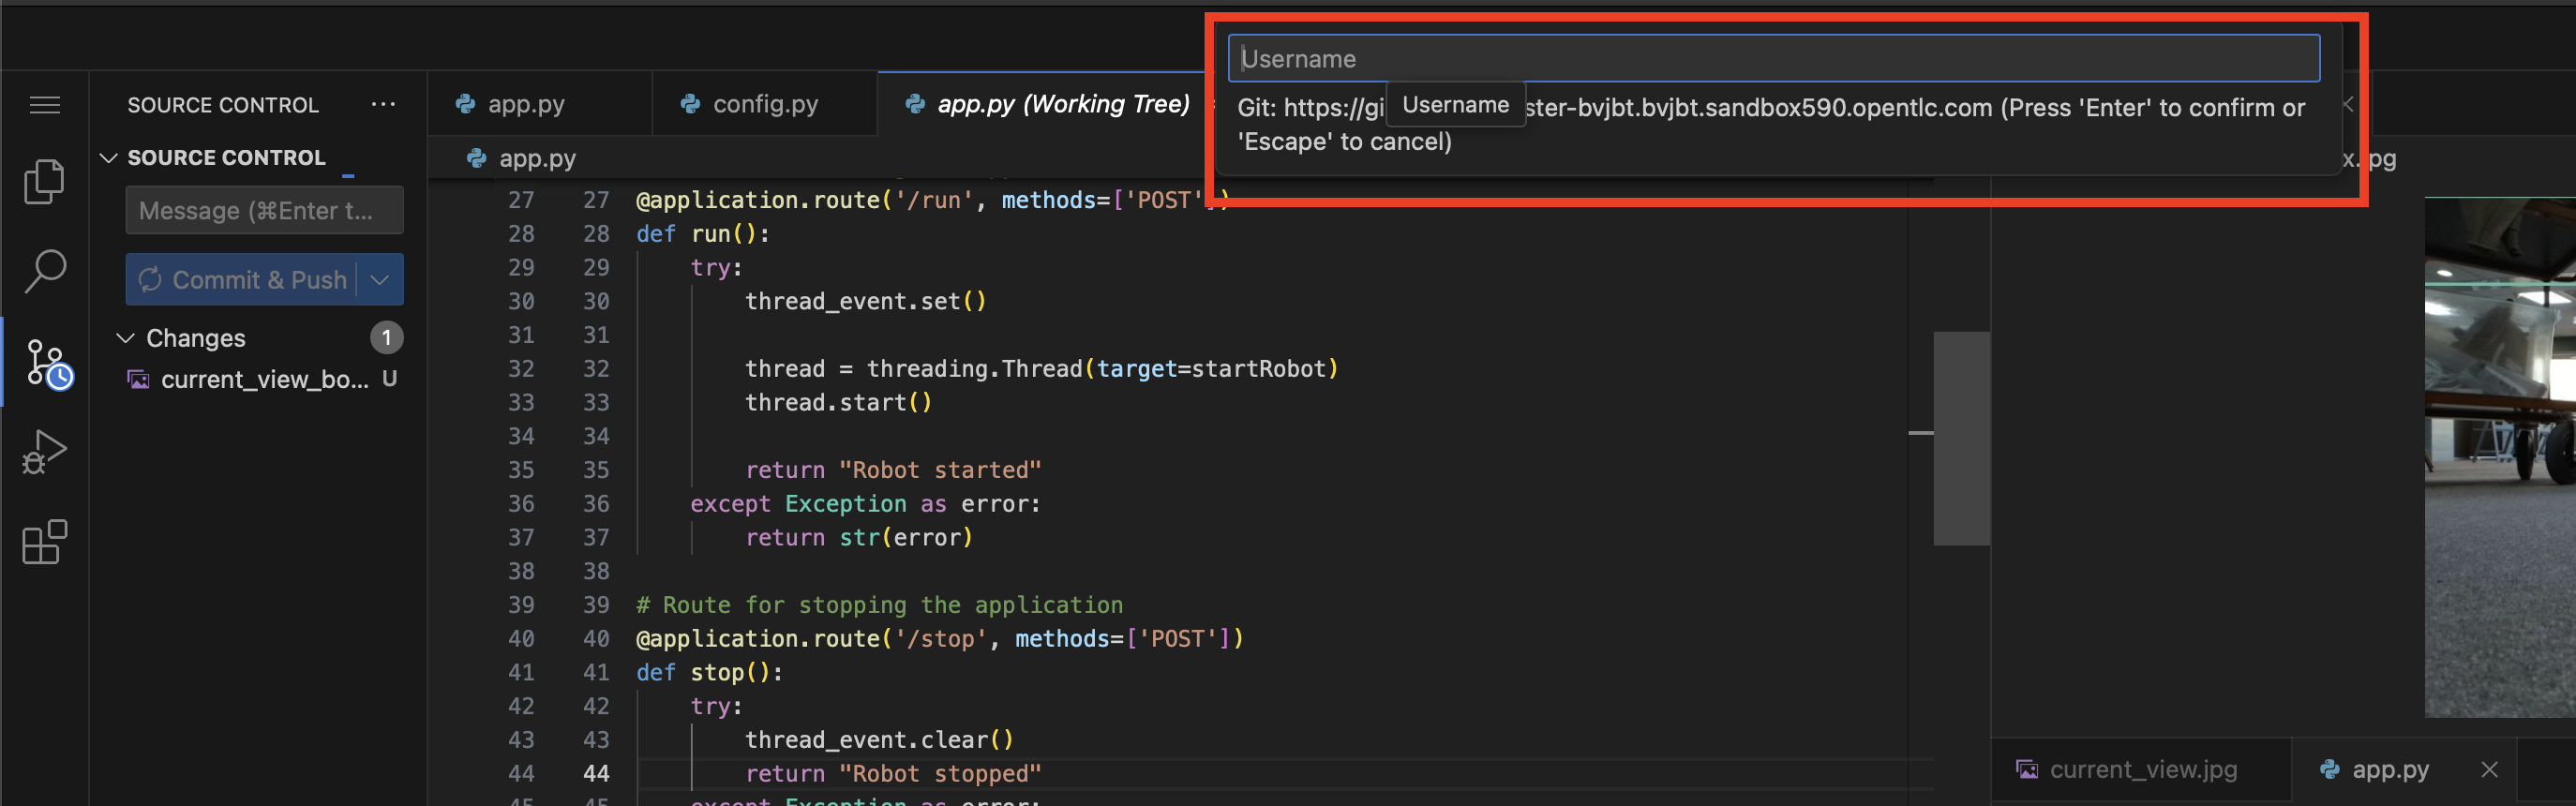 Username
Git: https://gi Username ster-bvjbt.bvjbt.sandbox590.opentlc.com (Press 'Enter' to confirm or
'Escape' to cancel)
SOURCE CONTROL ...
SOURCE CONTROL
Message (⌘Enter t...
Commit & Push
Changes 1
current_view_bo... U
app.py
config.py
app.py (Working Tree)
app.py
x.jpg
27 27 @application.route('/run', methods=['POST'])
28 28 def run():
29 29 try:
30 30 thread_event.set()
31 31
32 32 thread = threading.Thread(target=startRobot)
33 33 thread.start()
34 34
35 35 return "Robot started"
36 36 except Exception as error:
37 37 return str(error)
38 38
39 39 # Route for stopping the application
40 40 @application.route('/stop', methods=['POST'])
41 41 def stop():
42 42 try:
43 43 thread_event.clear()
44 44 return "Robot stopped"
45 45 except Exception as error:
current_view.jpg
app.py